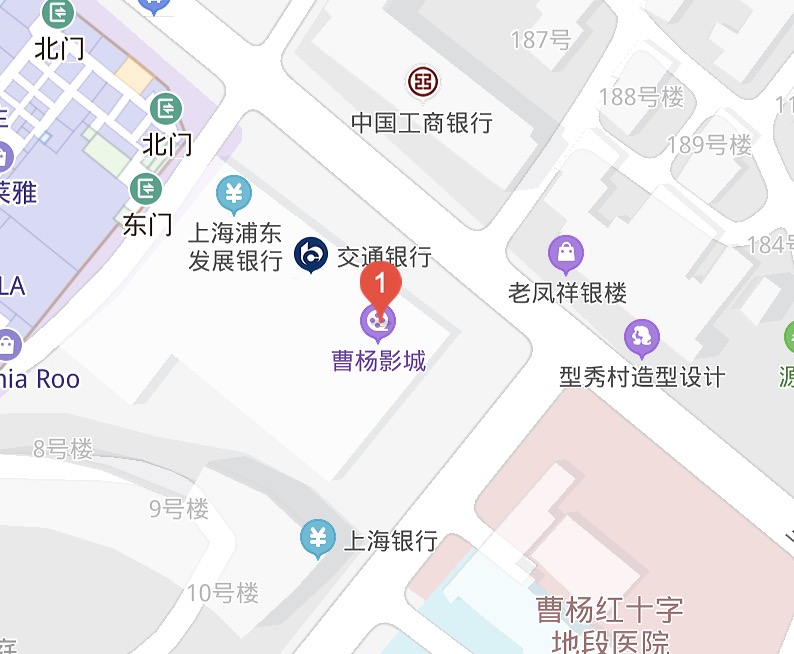 北门
187号
中国工商银行
188号楼
北门
189号楼
莱雅
东门
上海浦东
发展银行
交通银行
184号
LA
老凤祥银楼
1
曹杨影城
nia Roo
型秀村造型设计
源
8号楼
9号楼
上海银行
10号楼
曹杨红十字
地段医院
庭